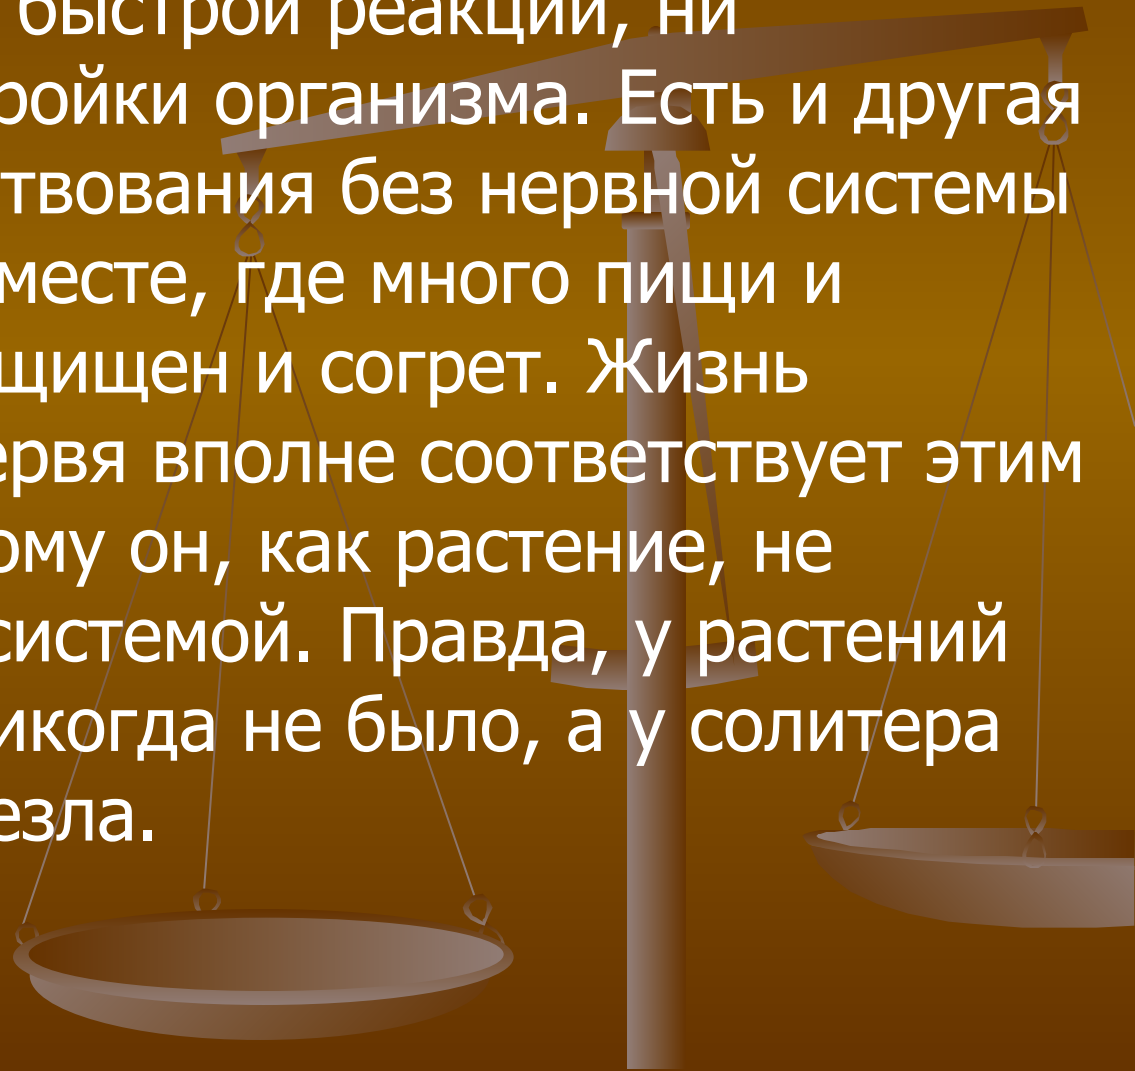 быстрой реакции, ни
ройки организма. Есть и другая
твования без нервной системы
месте, где много пищи и
щищен и согрет. Жизнь
ервя вполне соответствует этим
ому он, как растение, не
системой. Правда, у растений
икогда не было, а у солитера
езла.